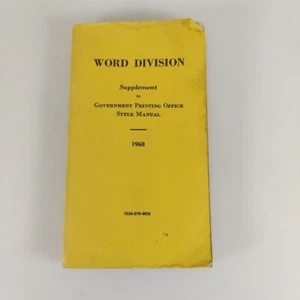 WORD DIVISION
Supplement
to
GOVERNMENT PRINTING OFFICE
STYLE MANUAL
1968